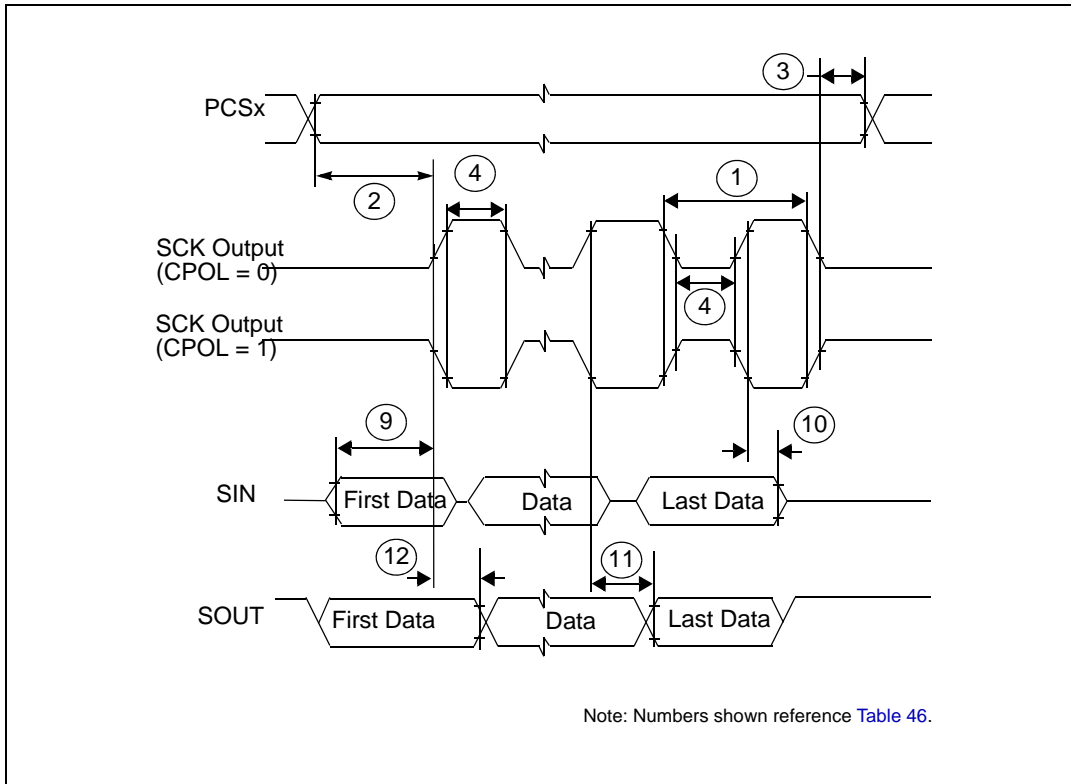 3
PCSx
2
4
1
SCK Output
(CPOL = 0)
4
SCK Output
(CPOL = 1)
9
10
SIN
First Data
Data
Last Data
12
11
SOUT
First Data
Data
Last Data
Note: Numbers shown reference Table 46.